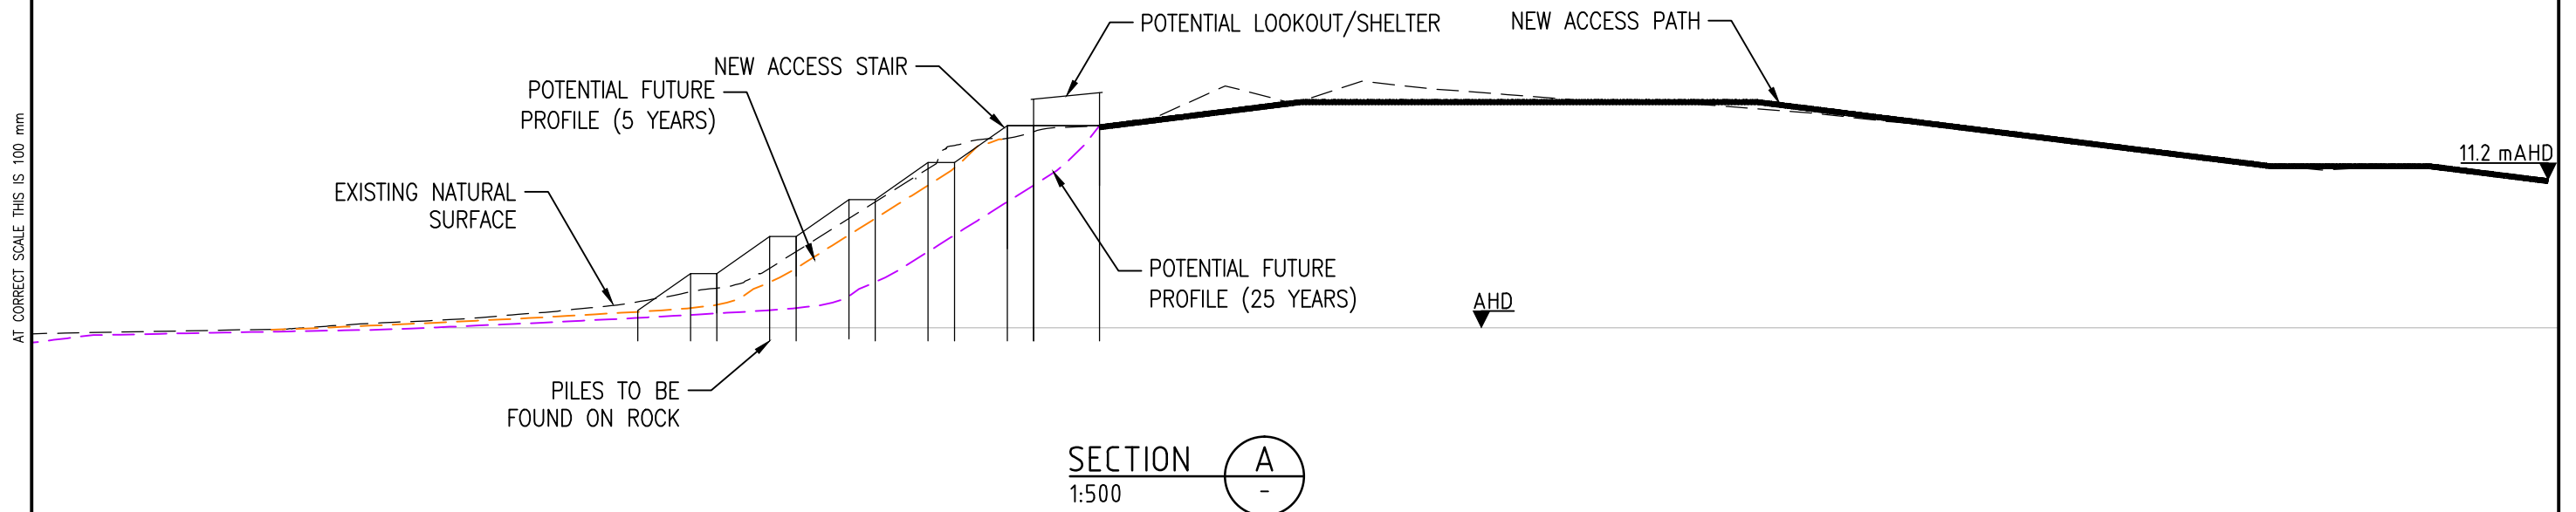 POTENTIAL LOOKOUT/SHELTER
NEW ACCESS PATH
NEW ACCESS STAIR
POTENTIAL FUTURE
PROFILE (5 YEARS)
EXISTING NATURAL
SURFACE
11.2 mAHD
POTENTIAL FUTURE
PROFILE (25 YEARS)
AHD
PILES TO BE
FOUND ON ROCK
SECTION A
1:500 -
AT CORRECT SCALE THIS IS 100 mm